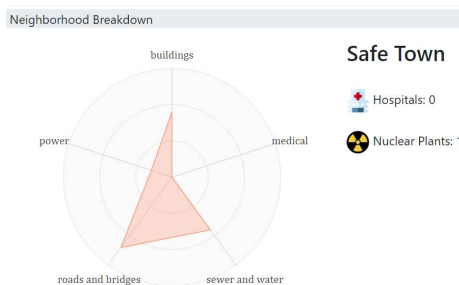 Neighborhood Breakdown
Safe Town
buildings
Hospitals: 0
power
medical
Nuclear Plants:
roads and bridges
sewer and water